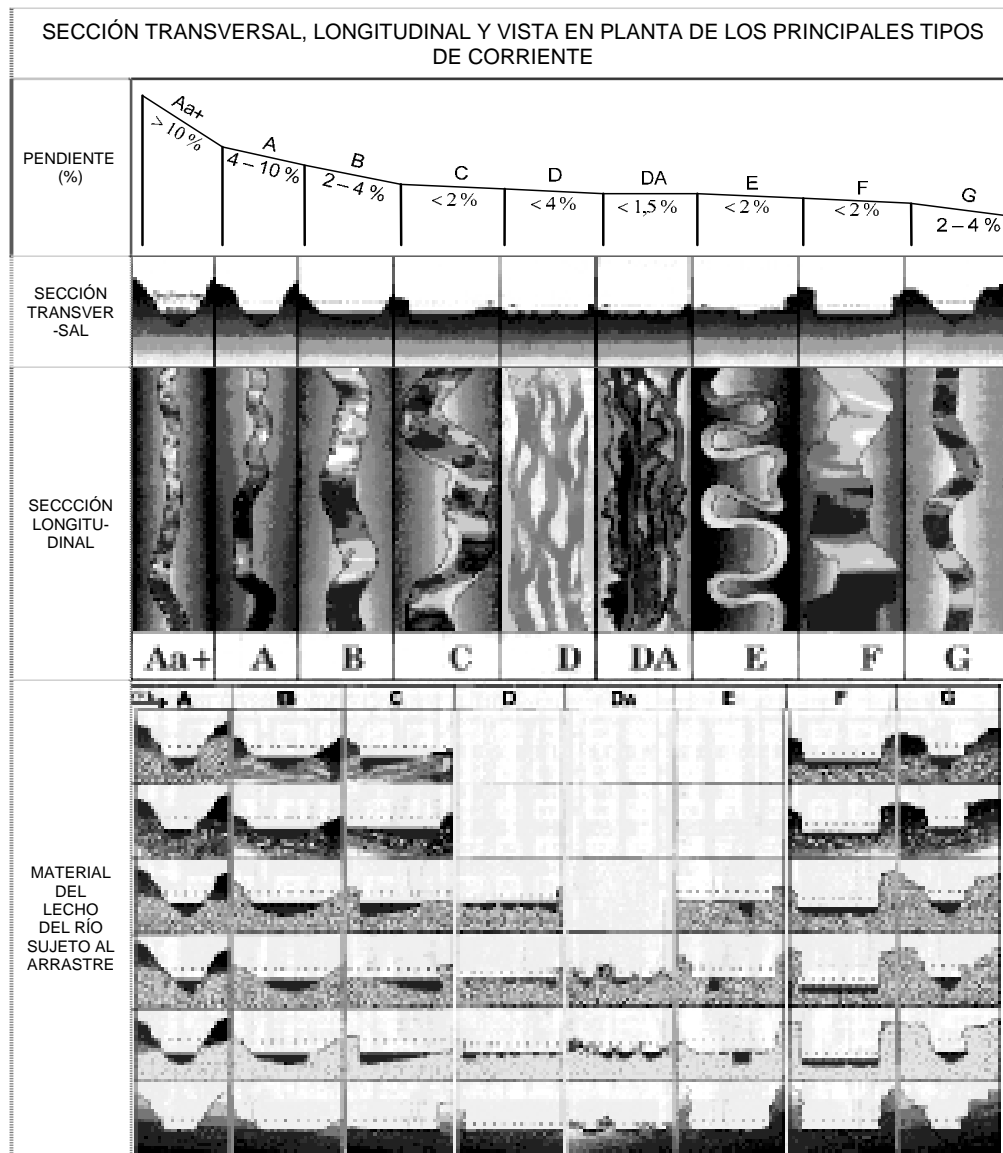 SECCIÓN TRANSVERSAL, LONGITUDINAL Y VISTA EN PLANTA DE LOS PRINCIPALES TIPOS
DE CORRIENTE
PENDIENTE
(%)
Aa+
> 10 %
A
4 – 10 %
B
2 – 4 %
C
< 2 %
D
< 4 %
DA
< 1,5 %
E
< 2 %
F
< 2 %
G
2 – 4 %
SECCIÓN
TRANSVER
-SAL
SECCCIÓN
LONGITU-
DINAL
Aa+ A B C D DA E F G
MATERIAL
DEL
LECHO
DEL RÍO
SUJETO AL
ARRASTRE
A C D DA E F G